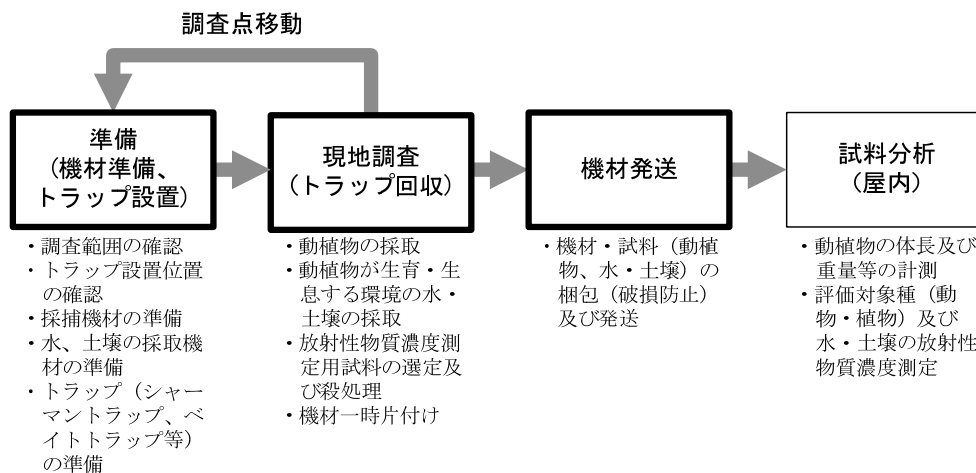 調査点移動
準備
(機材準備、
トラップ設置)
・調査範囲の確認
・トラップ設置位置
の確認
・採捕機材の準備
・水、土壌の採取機
材の準備
・トラップ（シャー
マントラップ、ベ
イトトラップ等）
の準備
現地調査
(トラップ回収)
・動植物の採取
・動植物が生育・生
息する環境の水・
土壌の採取
・放射性物質濃度測
定用試料の選定及
び殺処理
・機材一時片付け
機材発送
・機材・試料（動植
物、水・土壌）の
梱包（破損防止）
及び発送
試料分析
(屋内)
・動植物の体長及び
重量等の計測
・評価対象種（動
物・植物）及び
水・土壌の放射性
物質濃度測定